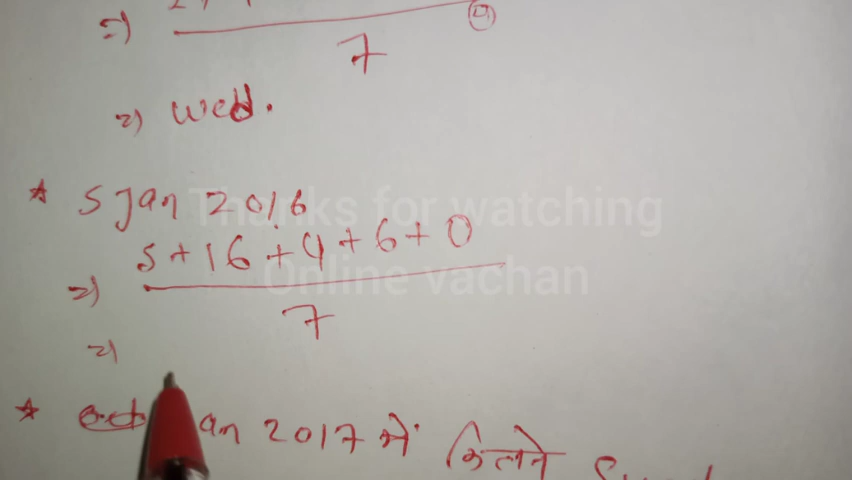 =) 7
=) Wed.
* 5 Jan 2016
5+16+4+6+0
=) 7
=)
* an 2017 मे कितने
Thanks for watching
Online vachan